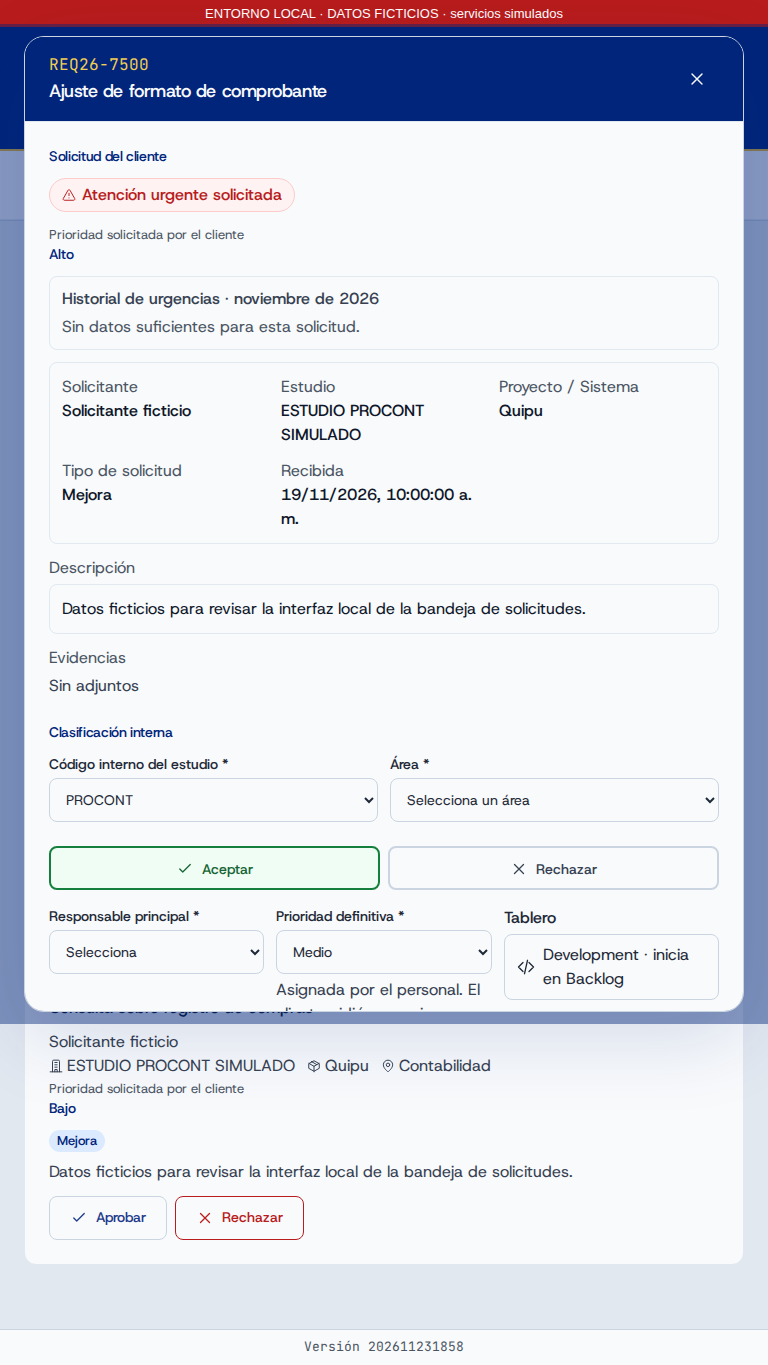 ENTORNO LOCAL · DATOS FICTICIOS · servicios simulados
REQ26-7500
Ajuste de formato de comprobante
Solicitud del cliente
Atención urgente solicitada
Prioridad solicitada por el cliente
Alto
Historial de urgencias · noviembre de 2026
Sin datos suficientes para esta solicitud.
Solicitante
Solicitante ficticio
Estudio
ESTUDIO PROCONT
SIMULADO
Proyecto / Sistema
Quipu
Tipo de solicitud
Mejora
Recibida
19/11/2026, 10:00:00 a.
m.
Descripción
Datos ficticios para revisar la interfaz local de la bandeja de solicitudes.
Evidencias
Sin adjuntos
Clasificación interna
Código interno del estudio *
PROCONT
Área *
Selecciona un área
Aceptar
Rechazar
Responsable principal *
Selecciona
Prioridad definitiva *
Medio
Asignada por el personal. El
Tablero
Development · inicia
en Backlog
Solicitante ficticio
ESTUDIO PROCONT SIMULADO Quipu Contabilidad
Prioridad solicitada por el cliente
Bajo
Mejora
Datos ficticios para revisar la interfaz local de la bandeja de solicitudes.
Aprobar
Rechazar
Versión 202611231858